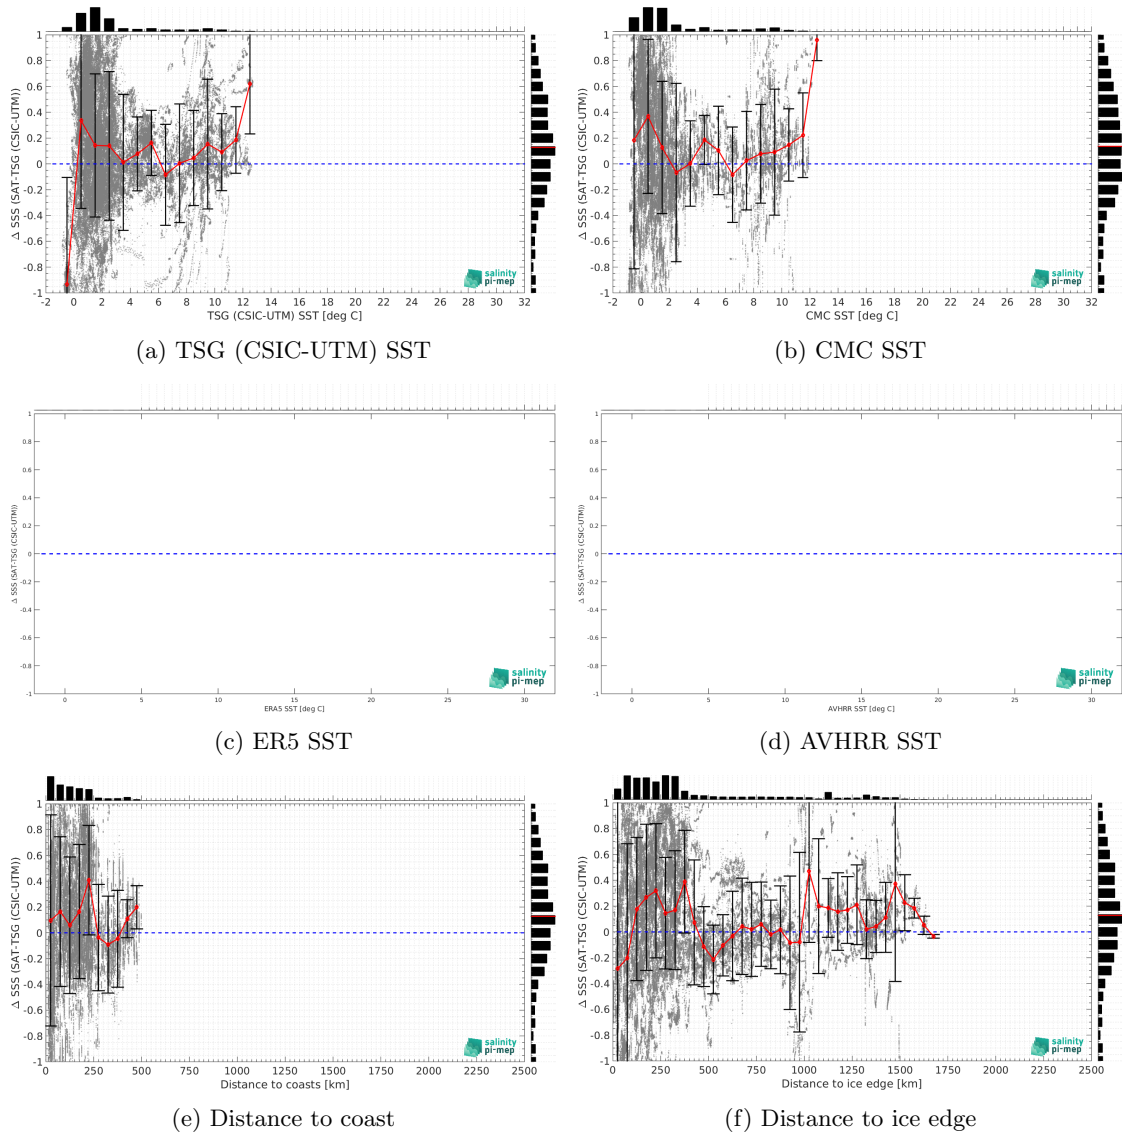 1
0.8
0.6
0.4
0.2
0
-0.2
-0.4
-0.6
-0.8
-1
Δ SSS (SAT-TSG (CSIC-UTM))
salinity
pi-mep
-2 0 2 4 6 8 10 12 14 16 18 20 22 24 26 28 30 32
TSG (CSIC-UTM) SST [deg C]
(a) TSG (CSIC-UTM) SST
1
0.8
0.6
0.4
0.2
0
-0.2
-0.4
-0.6
-0.8
-1
Δ SSS (SAT-TSG (CSIC-UTM))
salinity
pi-mep
-2 0 2 4 6 8 10 12 14 16 18 20 22 24 26 28 30 32
CMC SST [deg C]
(b) CMC SST
1
0.8
0.6
0.4
0.2
0
-0.2
-0.4
-0.6
-0.8
-1
Δ SSS (SAT-TSG (CSIC-UTM))
salinity
pi-mep
0 5 10 15 20 25 30
ERA5 SST [deg C]
(c) ER5 SST
1
0.8
0.6
0.4
0.2
0
-0.2
-0.4
-0.6
-0.8
-1
Δ SSS (SAT-TSG (CSIC-UTM))
salinity
pi-mep
0 5 10 15 20 25 30
AVHRR SST [deg C]
(d) AVHRR SST
1
0.8
0.6
0.4
0.2
0
-0.2
-0.4
-0.6
-0.8
-1
Δ SSS (SAT-TSG (CSIC-UTM))
salinity
pi-mep
0 250 500 750 1000 1250 1500 1750 2000 2250 2500
Distance to coasts [km]
(e) Distance to coast
1
0.8
0.6
0.4
0.2
0
-0.2
-0.4
-0.6
-0.8
-1
Δ SSS (SAT-TSG (CSIC-UTM))
salinity
pi-mep
0 250 500 750 1000 1250 1500 1750 2000 2250 2500
Distance to ice edge [km]
(f) Distance to ice edge